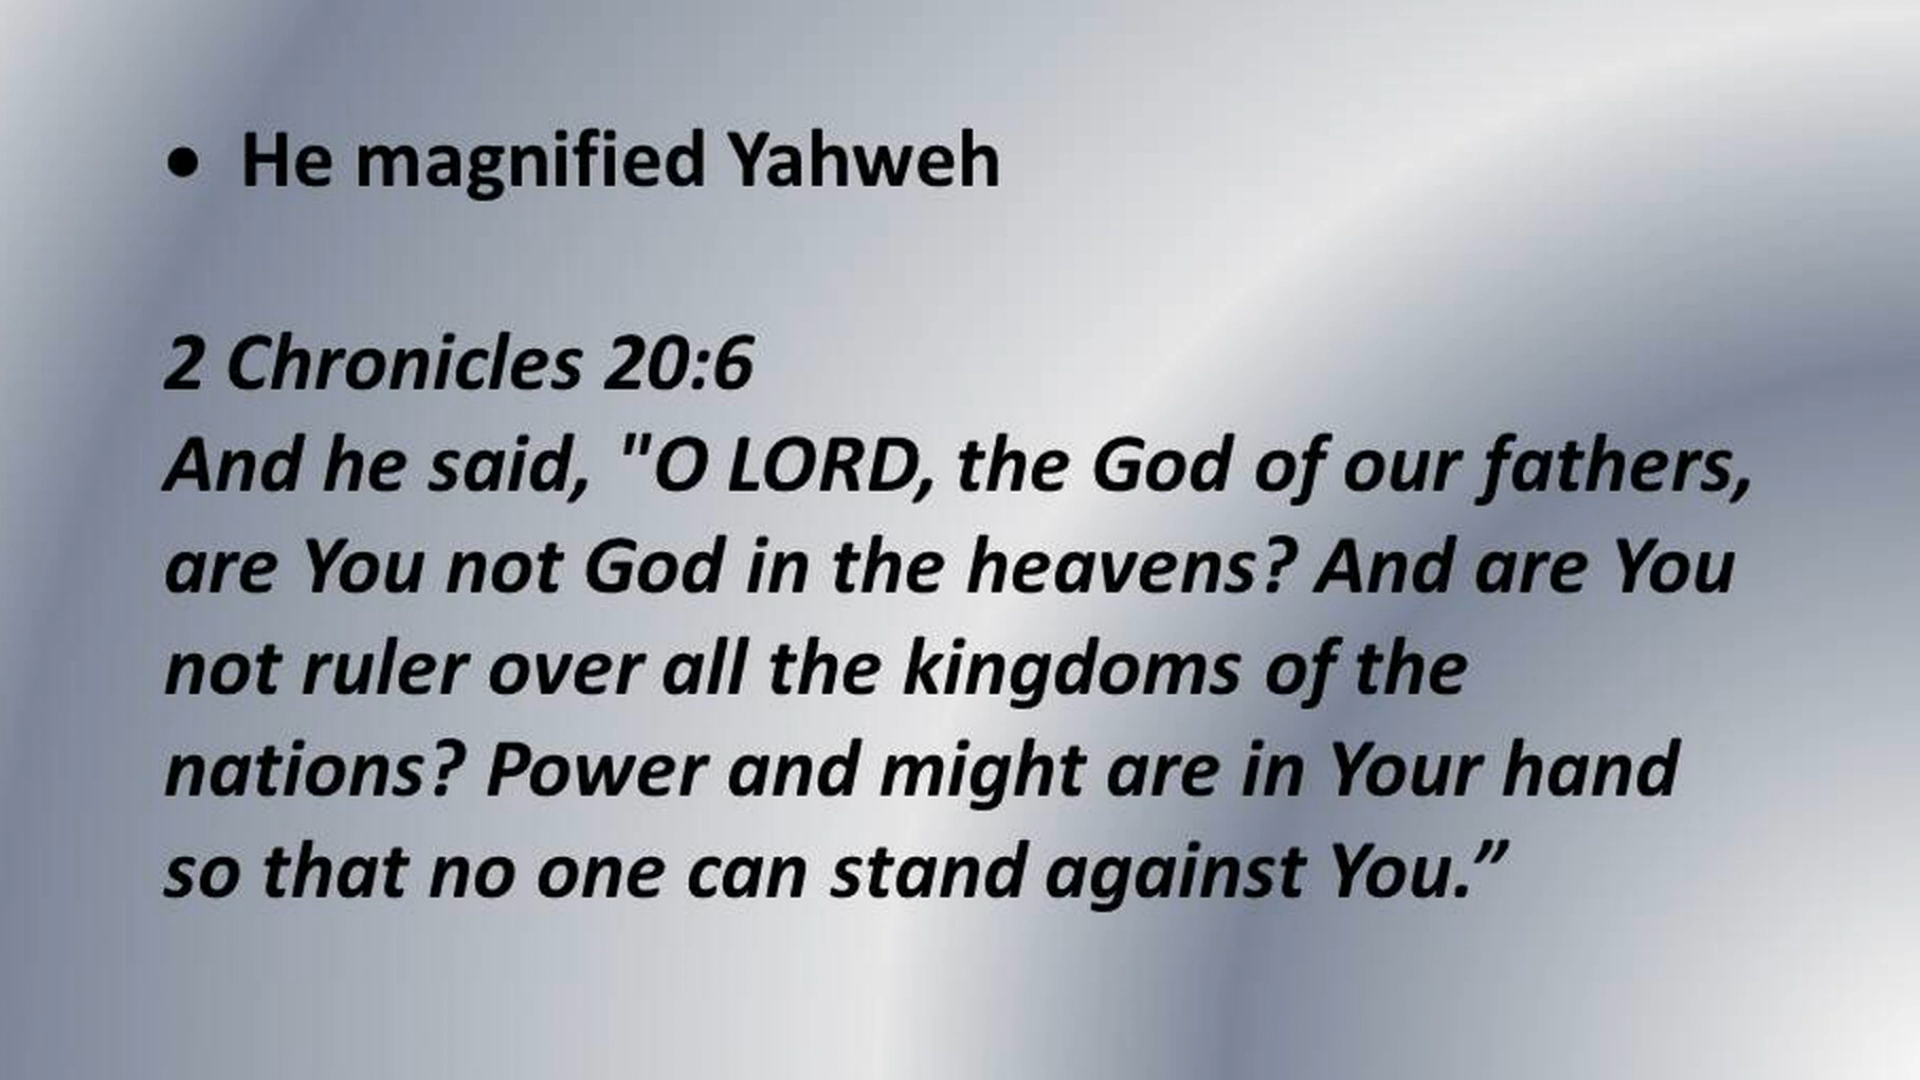 • He magnified Yahweh
2 Chronicles 20:6
And he said, "O LORD, the God of our fathers,
are You not God in the heavens? And are You
not ruler over all the kingdoms of the
nations? Power and might are in Your hand
so that no one can stand against You.”